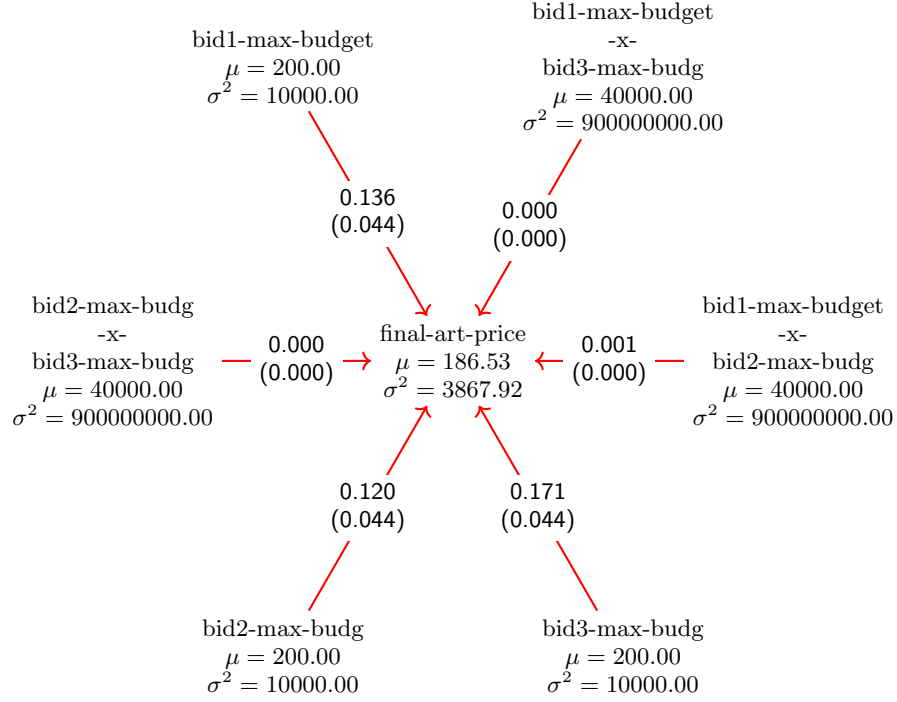 bid1-max-budget
μ = 200.00
σ² = 10000.00
bid1-max-budget
-x-
bid3-max-budg
μ = 40000.00
σ² = 900000000.00
0.136
(0.044)
0.000
(0.000)
bid2-max-budg
-x-
bid3-max-budg
μ = 40000.00
σ² = 900000000.00
0.000
(0.000)
final-art-price
μ = 186.53
σ² = 3867.92
0.001
(0.000)
bid1-max-budget
-x-
bid2-max-budg
μ = 40000.00
σ² = 900000000.00
0.120
(0.044)
0.171
(0.044)
bid2-max-budg
μ = 200.00
σ² = 10000.00
bid3-max-budg
μ = 200.00
σ² = 10000.00